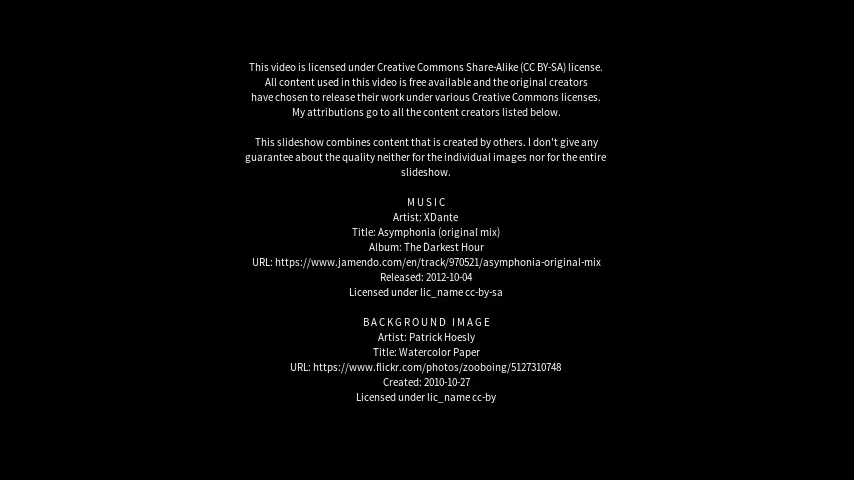 This video is licensed under Creative Commons Share-Alike (CC BY-SA) license.
All content used in this video is free available and the original creators
have chosen to release their work under various Creative Commons licenses.
My attributions go to all the content creators listed below.
This slideshow combines content that is created by others. I don't give any
guarantee about the quality neither for the individual images nor for the entire
slideshow.
MUSIC
Artist: XDante
Title: Asymphonia (original mix)
Album: The Darkest Hour
URL: https://www.jamendo.com/en/track/970521/asymphonia-original-mix
Released: 2012-10-04
Licensed under lic_name cc-by-sa
BACKGROUND IMAGE
Artist: Patrick Hoesly
Title: Watercolor Paper
URL: https://www.flickr.com/photos/zooboing/5127310748
Created: 2010-10-27
Licensed under lic_name cc-by